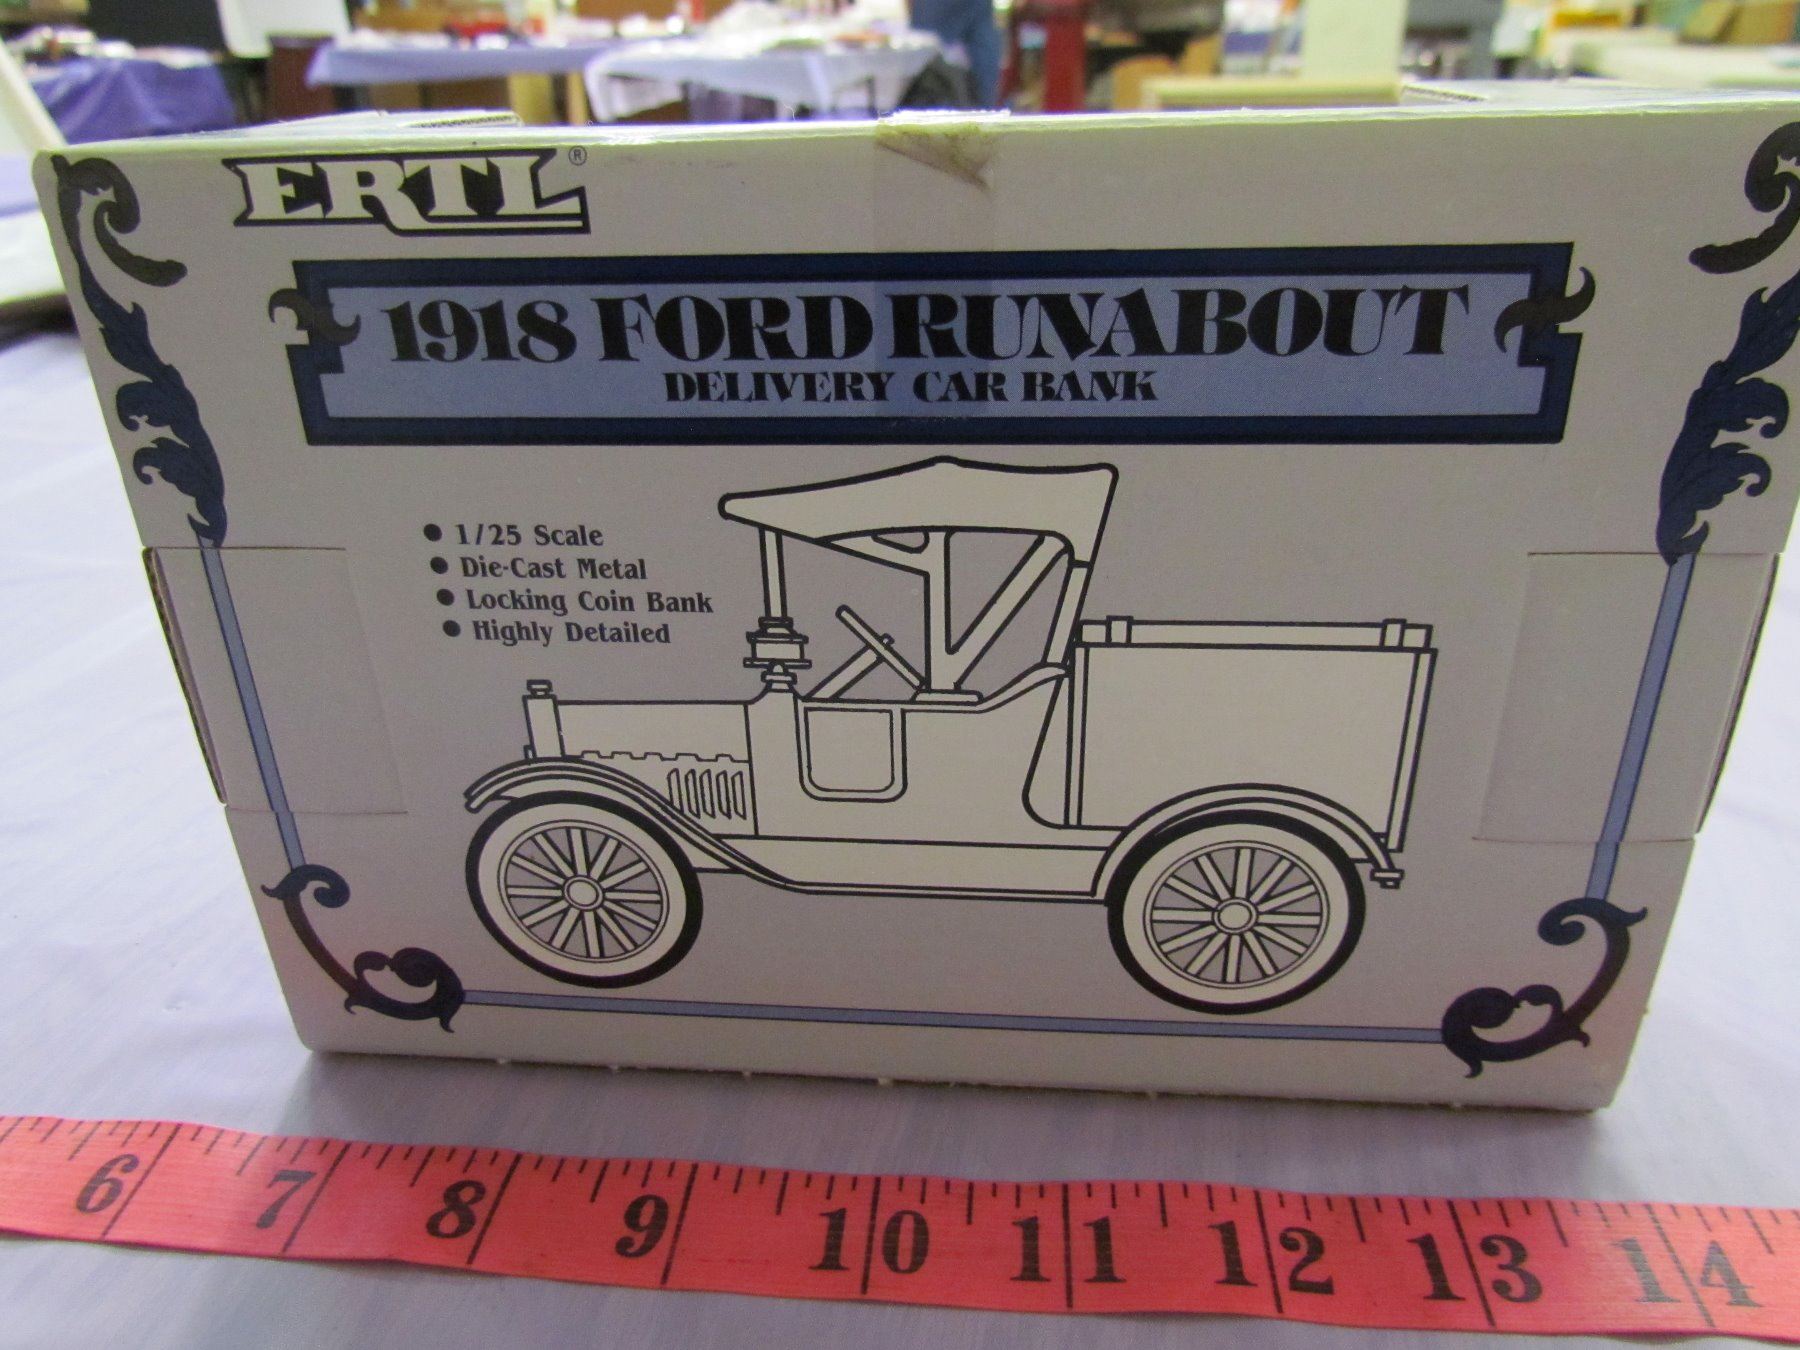 ERTL®
1918 FORD RUNABOUT
DELIVERY CAR BANK
● 1/25 Scale
● Die-Cast Metal
● Locking Coin Bank
● Highly Detailed
6 7 8 9 10 11 12 13 14